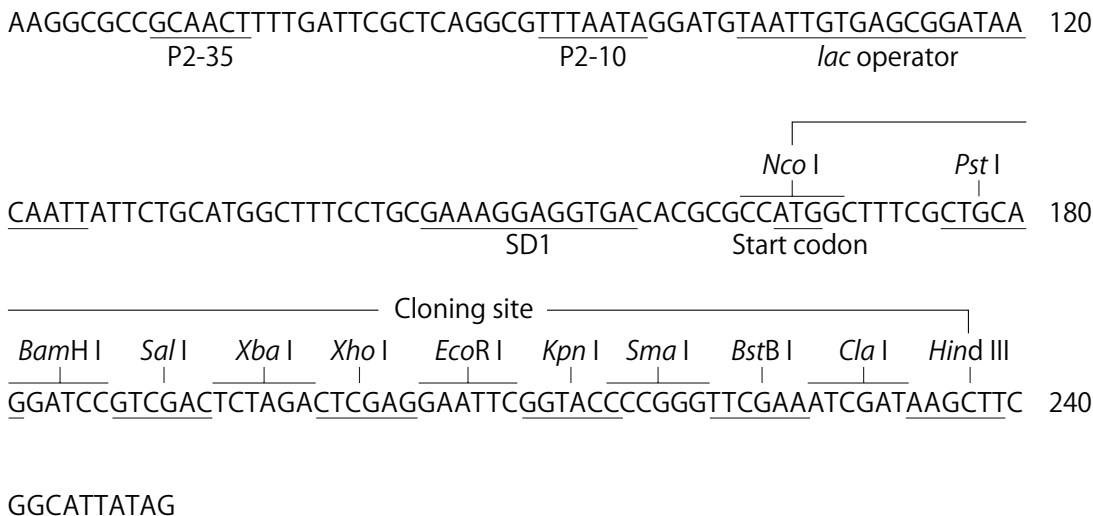 AAGGCGCCGCAACTTTTGATTCGCTCAGGCGTTTAATAGGATGTAATTGTGAGCGGATAA 120
P2-35 P2-10 lac operator
Nco I Pst I
CAATTATTCTGCATGGCTTTCCTGCGAAAGGAGGTGACACGCGCCATGGCTTTCGCTGCA 180
SD1 Start codon
Cloning site
BamH I Sal I Xba I Xho I EcoR I Kpn I Sma I BstB I Cla I Hind III
GGATCCGTCGACTCTAGACTCGAGGAATTCGGTACCCCGGGTTCGAAATCGATAAGCTTC 240
GGCATTATAG